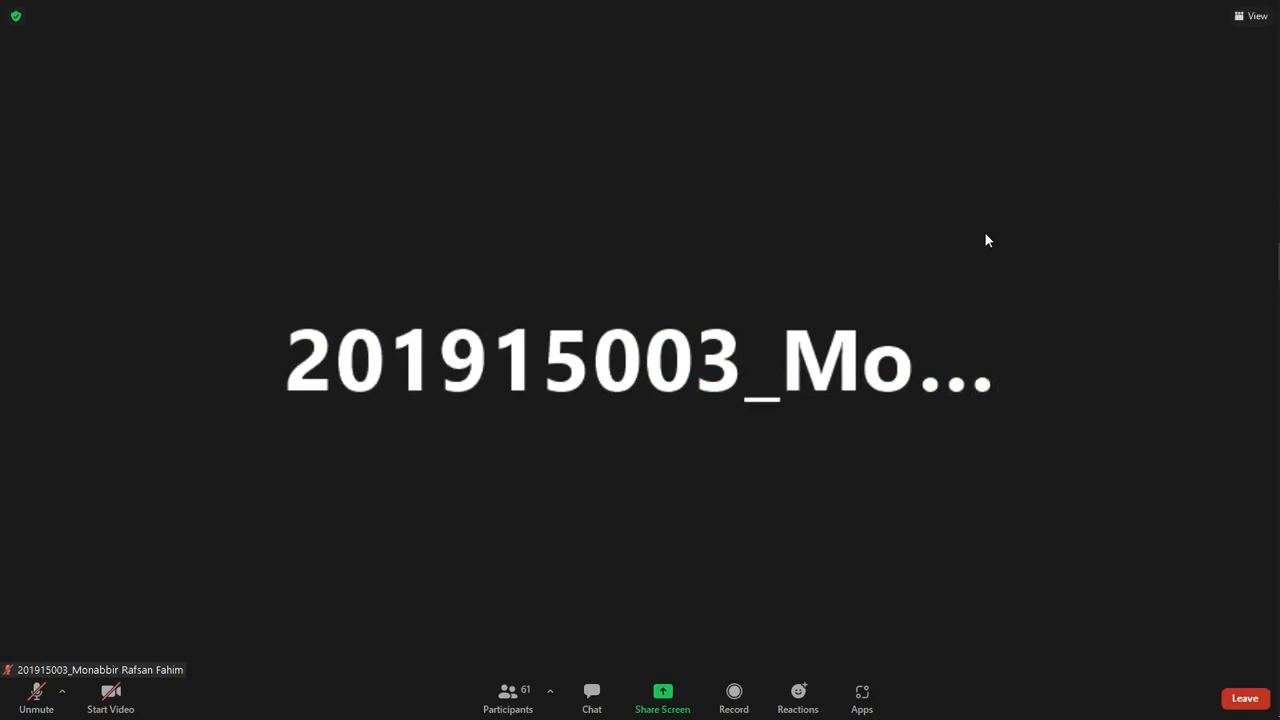 View
201915003_Mo...
201915003_Monabbir Rafsan Fahim
Unmute
Start Video
61
Participants
Chat
Share Screen
Record
Reactions
Apps
Leave